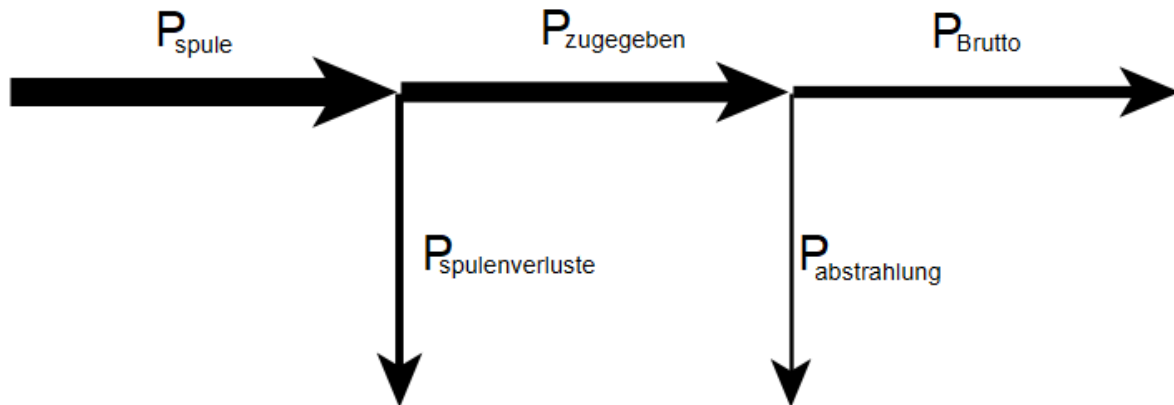 Pspule
Pzugegeben
PBrutto
Pspulenverluste
Pabstrahlung